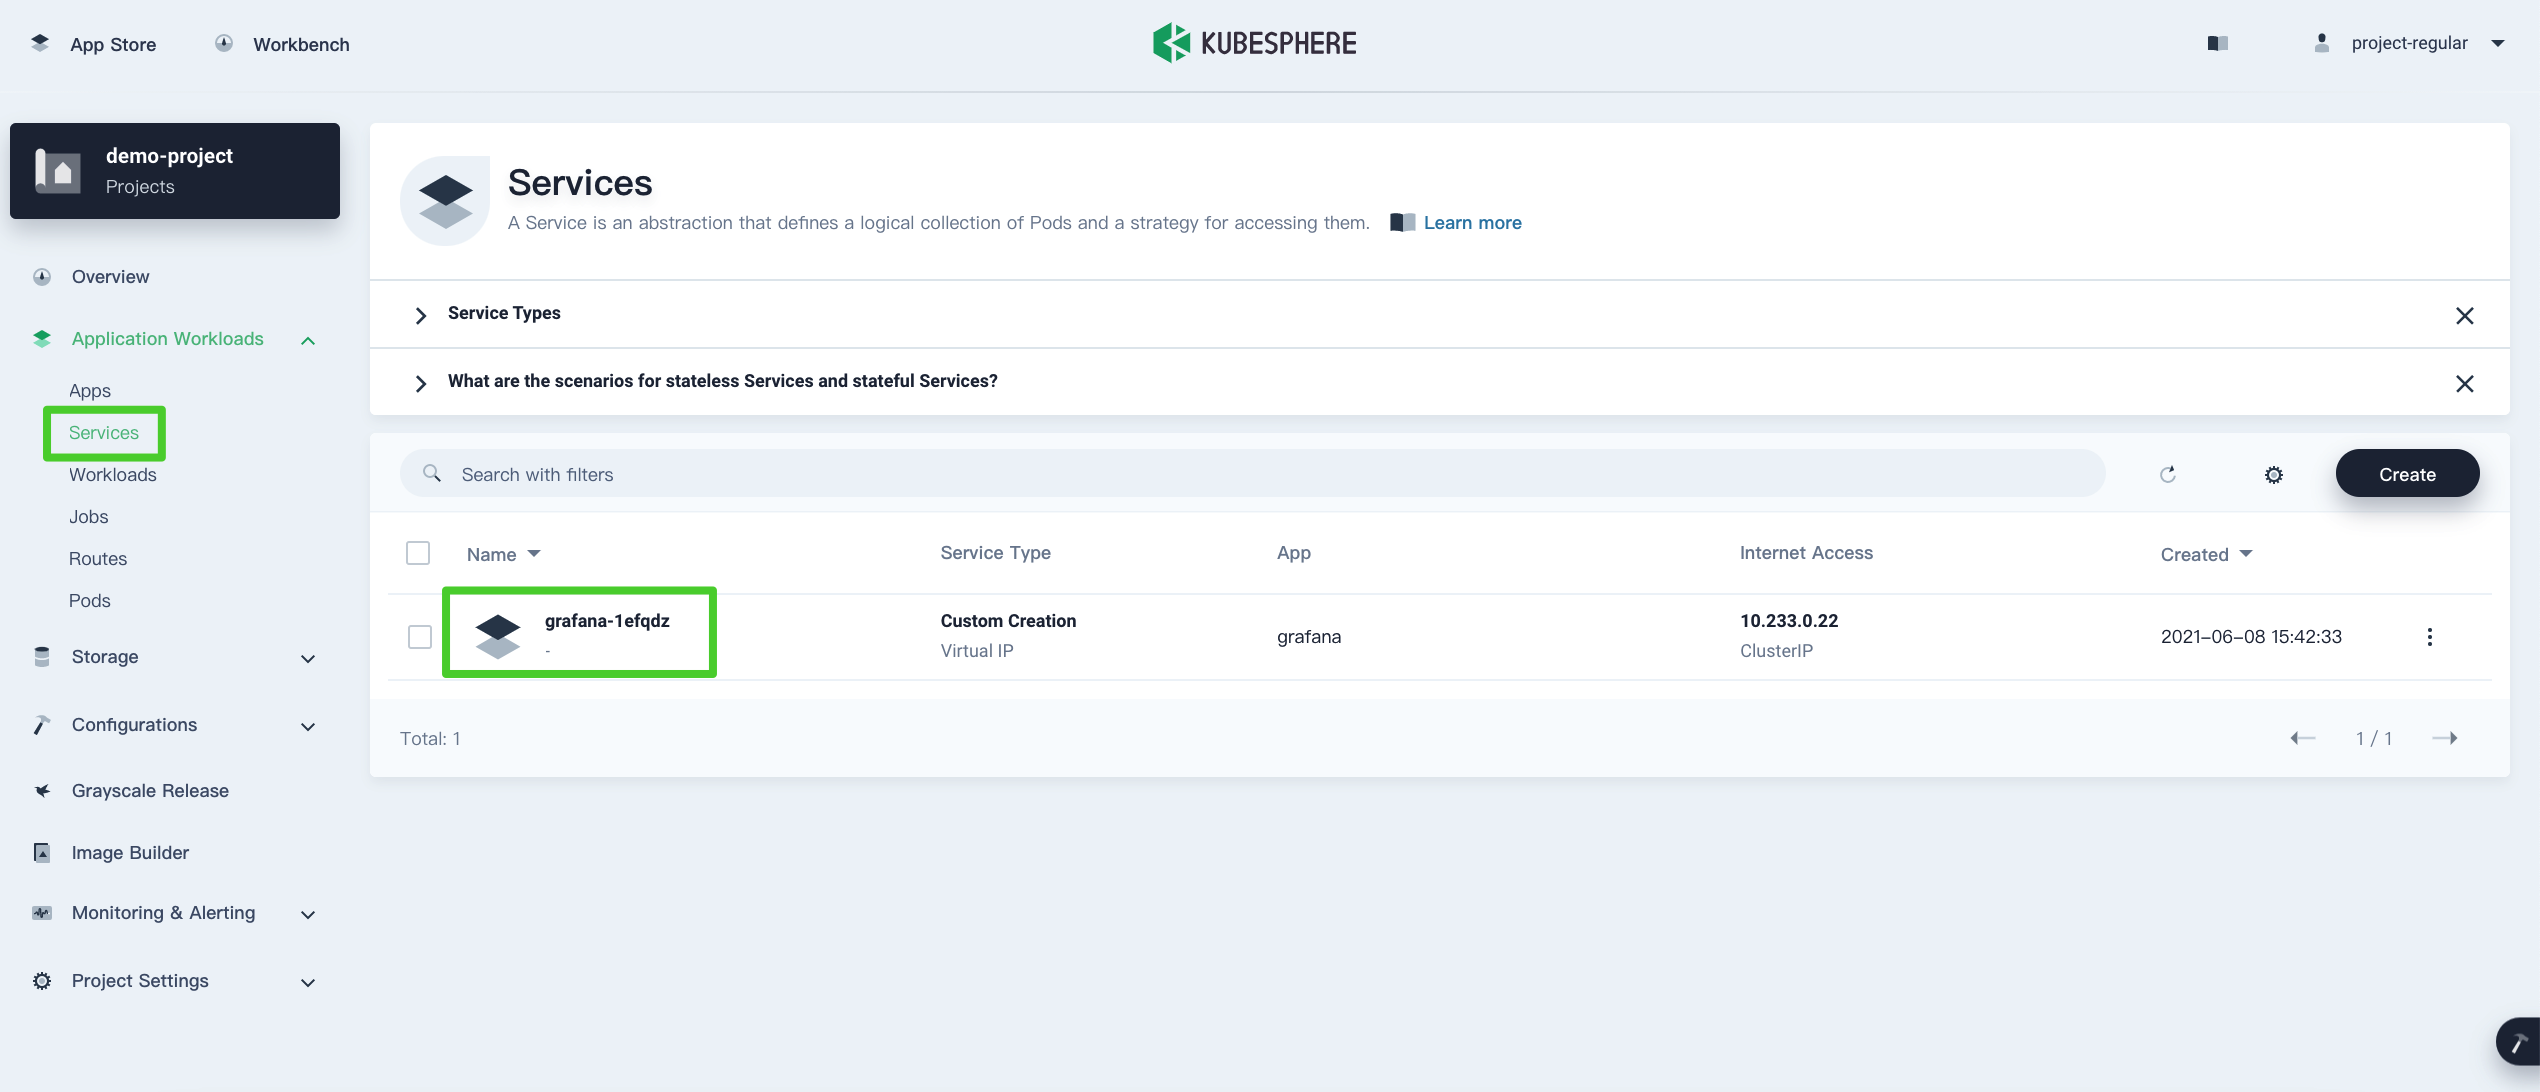 App Store
Workbench
KUBESPHERE
project-regular
demo-project
Projects
Overview
Application Workloads
Apps
Services
Workloads
Jobs
Routes
Pods
Storage
Configurations
Grayscale Release
Image Builder
Monitoring & Alerting
Project Settings
Services
A Service is an abstraction that defines a logical collection of Pods and a strategy for accessing them. Learn more
Service Types
What are the scenarios for stateless Services and stateful Services?
Search with filters
Create
Name Service Type App Internet Access Created
grafana-1efqdz Custom Creation grafana 10.233.0.22 2021-06-08 15:42:33
- Virtual IP ClusterIP
Total: 1
1 / 1